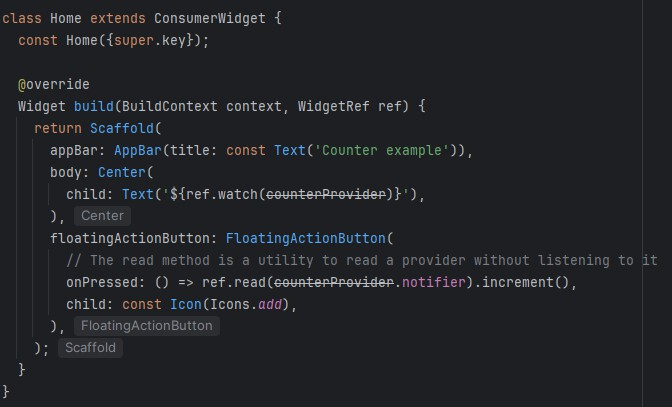 class Home extends ConsumerWidget {
  const Home({super.key});

  @override
  Widget build(BuildContext context, WidgetRef ref) {
    return Scaffold(
      appBar: AppBar(title: const Text('Counter example')),
      body: Center(
        child: Text('${ref.watch(counterProvider)}'),
      ), Center
      floatingActionButton: FloatingActionButton(
        // The read method is a utility to read a provider without listening to it
        onPressed: () => ref.read(counterProvider.notifier).increment(),
        child: const Icon(Icons.add),
      ), FloatingActionButton
    ); Scaffold
  }
}